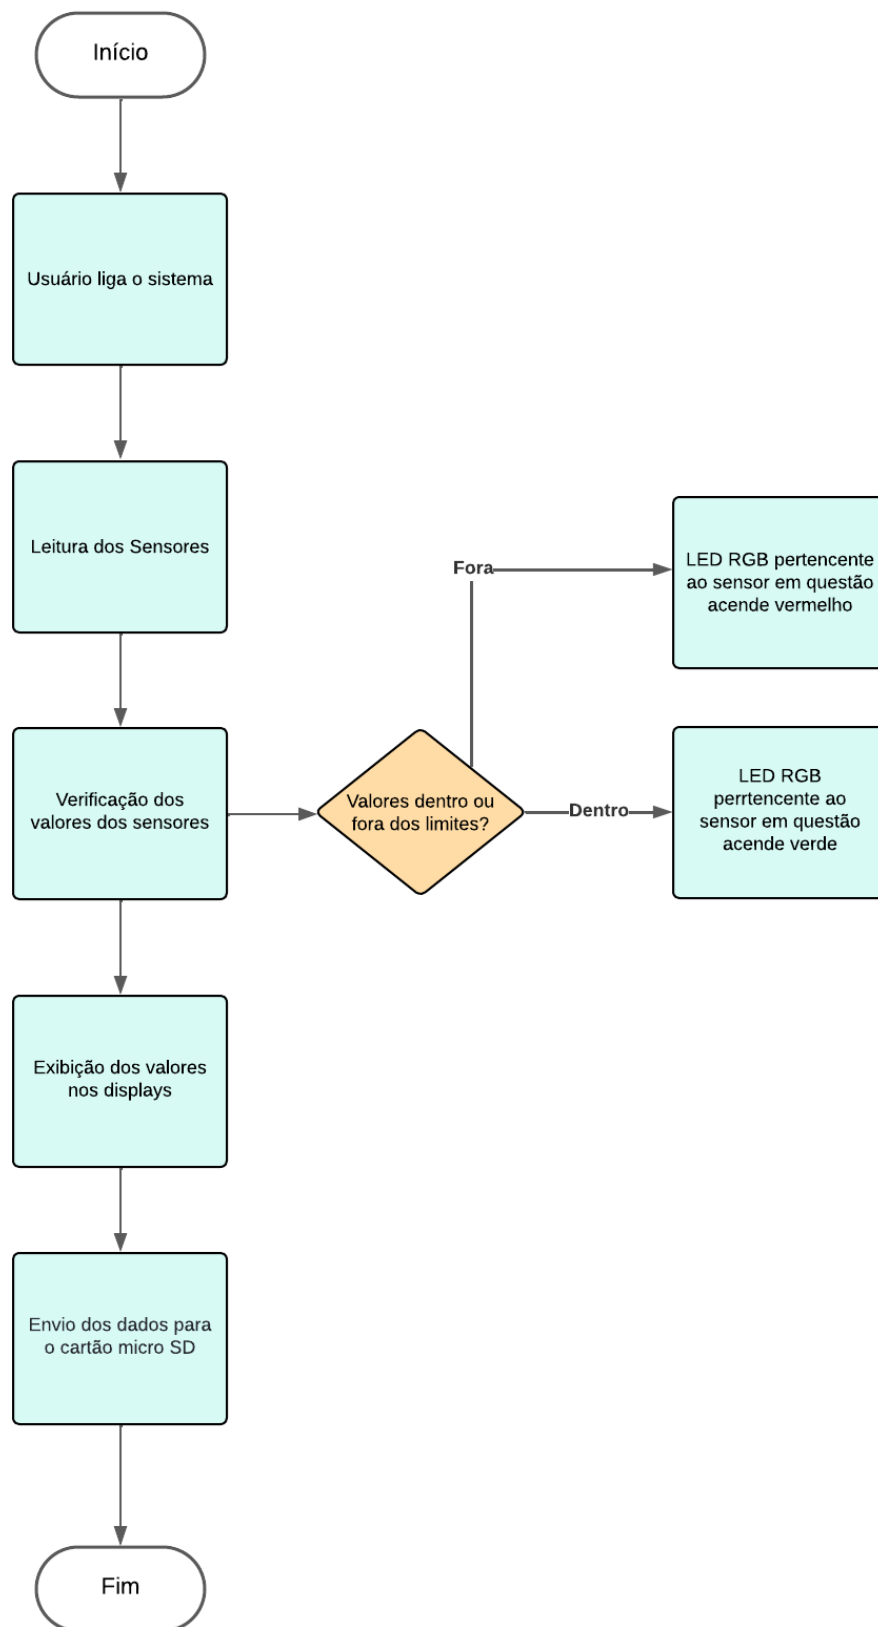 Início
Usuário liga o sistema
Leitura dos Sensores
Fora
LED RGB pertencente
ao sensor em questão
acende vermelho
Verificação dos
valores dos sensores
Valores dentro ou
fora dos limites?
Dentro
LED RGB
perrtencente ao
sensor em questão
acende verde
Exibição dos valores
nos displays
Envio dos dados para
o cartão micro SD
Fim